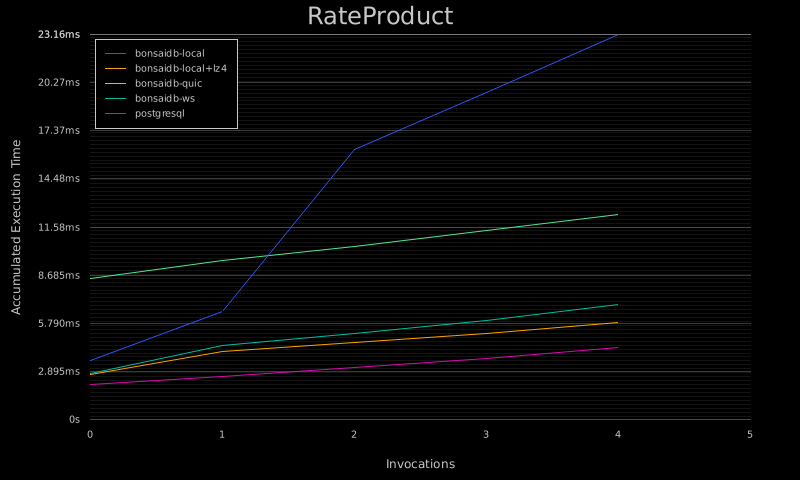 RateProduct
23.16ms
20.27ms
17.37ms
14.48ms
11.58ms
8.685ms
5.790ms
2.895ms
0s
Accumulated Execution Time
bonsaidb-local
bonsaidb-local+lz4
bonsaidb-quic
bonsaidb-ws
postgresql
0 1 2 3 4 5
Invocations